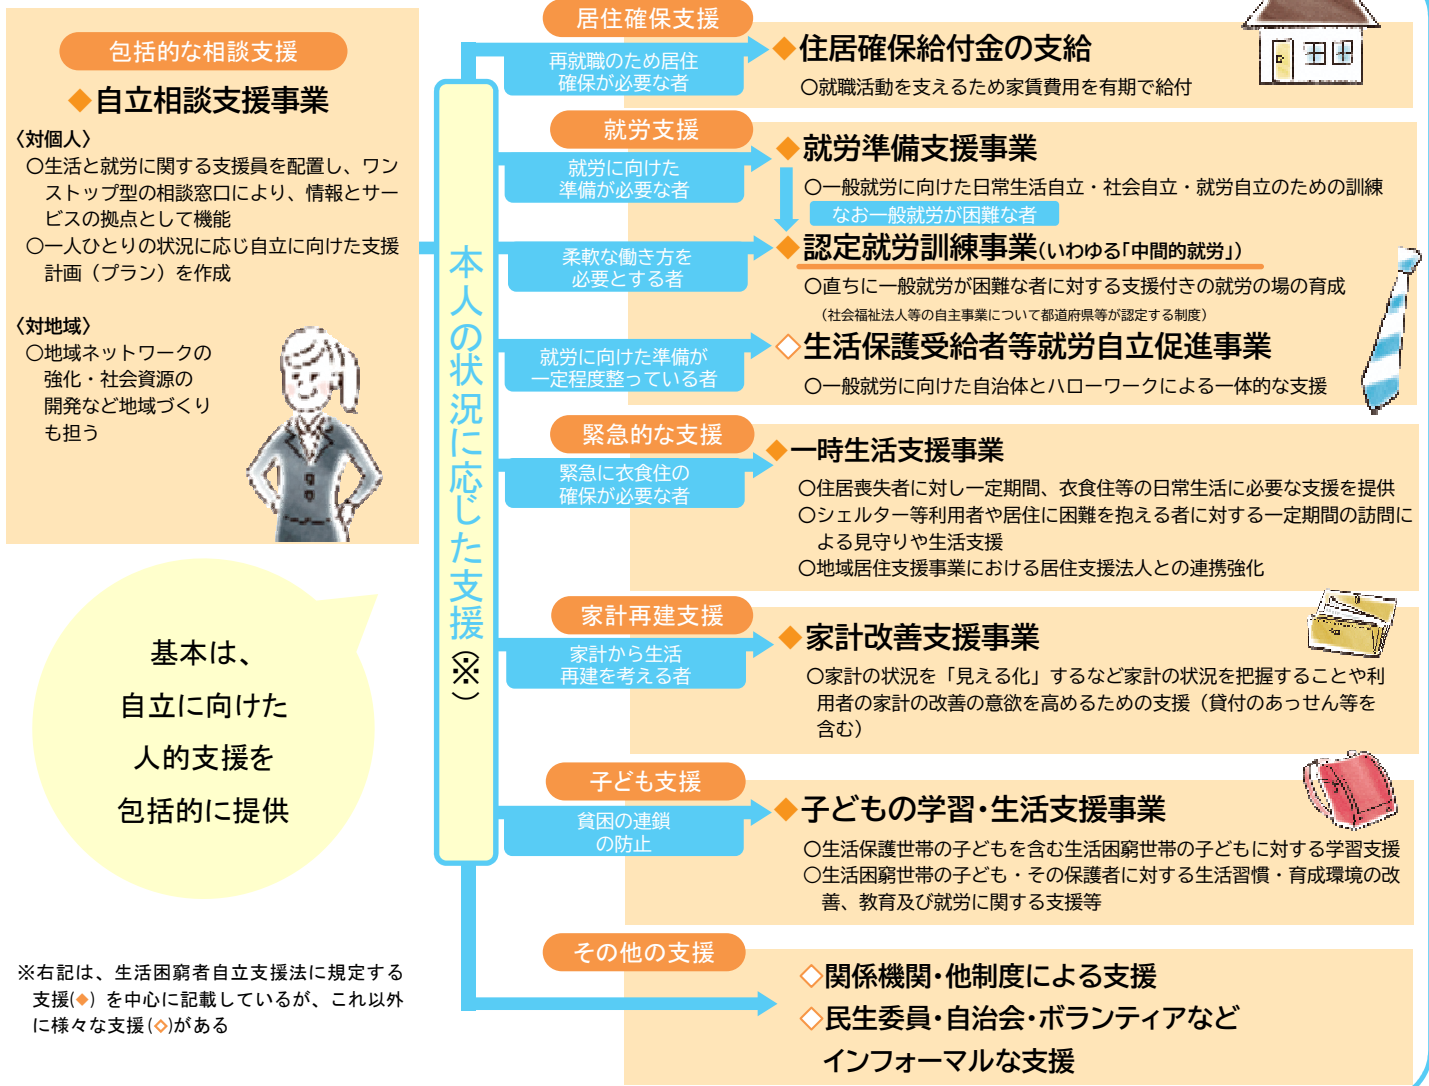 包括的な相談支援
◆自立相談支援事業
〈対個人〉
○生活と就労に関する支援員を配置し、ワン
ストップ型の相談窓口により、情報とサー
ビスの拠点として機能
○一人ひとりの状況に応じ自立に向けた支援
計画（プラン）を作成
〈対地域〉
○地域ネットワークの
強化・社会資源の
開発など地域づくり
も担う
基本は、
自立に向けた
人的支援を
包括的に提供
※右記は、生活困窮者自立支援法に規定する
支援(◆) を中心に記載しているが、これ以外
に様々な支援(◇)がある
本人の状況に応じた支援（※）
居住確保支援
再就職のため居住
確保が必要な者
◆住居確保給付金の支給
○就職活動を支えるため家賃費用を有期で給付
就労支援
就労に向けた
準備が必要な者
◆就労準備支援事業
○一般就労に向けた日常生活自立・社会自立・就労自立のための訓練
なお一般就労が困難な者
柔軟な働き方を
必要とする者
◆認定就労訓練事業(いわゆる「中間的就労」)
○直ちに一般就労が困難な者に対する支援付きの就労の場の育成
（社会福祉法人等の自主事業について都道府県等が認定する制度）
就労に向けた準備が
一定程度整っている者
◇生活保護受給者等就労自立促進事業
○一般就労に向けた自治体とハローワークによる一体的な支援
緊急的な支援
緊急に衣食住の
確保が必要な者
◆一時生活支援事業
○住居喪失者に対し一定期間、衣食住等の日常生活に必要な支援を提供
○シェルター等利用者や居住に困難を抱える者に対する一定期間の訪問に
よる見守りや生活支援
○地域居住支援事業における居住支援法人との連携強化
家計再建支援
家計から生活
再建を考える者
◆家計改善支援事業
○家計の状況を「見える化」するなど家計の状況を把握することや利
用者の家計の改善の意欲を高めるための支援（貸付のあっせん等を
含む）
子ども支援
貧困の連鎖
の防止
◆子どもの学習・生活支援事業
○生活保護世帯の子どもを含む生活困窮世帯の子どもに対する学習支援
○生活困窮世帯の子ども・その保護者に対する生活習慣・育成環境の改
善、教育及び就労に関する支援等
その他の支援
◇関係機関・他制度による支援
◇民生委員・自治会・ボランティアなど
インフォーマルな支援